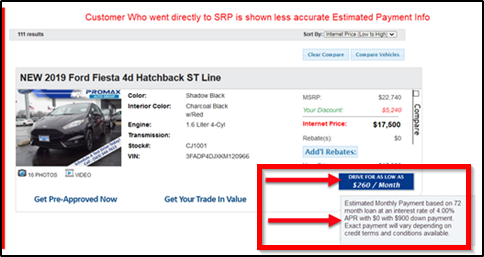 Customer Who went directly to SRP is shown less accurate Estimated Payment Info
111 results
Sort By: Internet Price (Low to High)
Clear Compare
Compare Vehicles
NEW 2019 Ford Fiesta 4d Hatchback ST Line
PROMAX
Color: Shadow Black
Interior Color: Charcoal Black w/Red
Engine: 1.6 Liter 4-Cyl
Transmission:
Stock#: CJ1001
VIN: 3FADP4DJXKM120966
MSRP: $22,740
Your Discount: $5,240
Internet Price: $17,500
Rebate(s): $0
Add'l Rebates:
Compare
16 PHOTOS
VIDEO
Get Pre-Approved Now
Get Your Trade In Value
DRIVE FOR AS LOW AS
$260 / Month
Estimated Monthly Payment based on 72
month loan at an interest rate of 4.00%
APR with $0 with $900 down payment.
Exact payment will vary depending on
credit terms and conditions available.